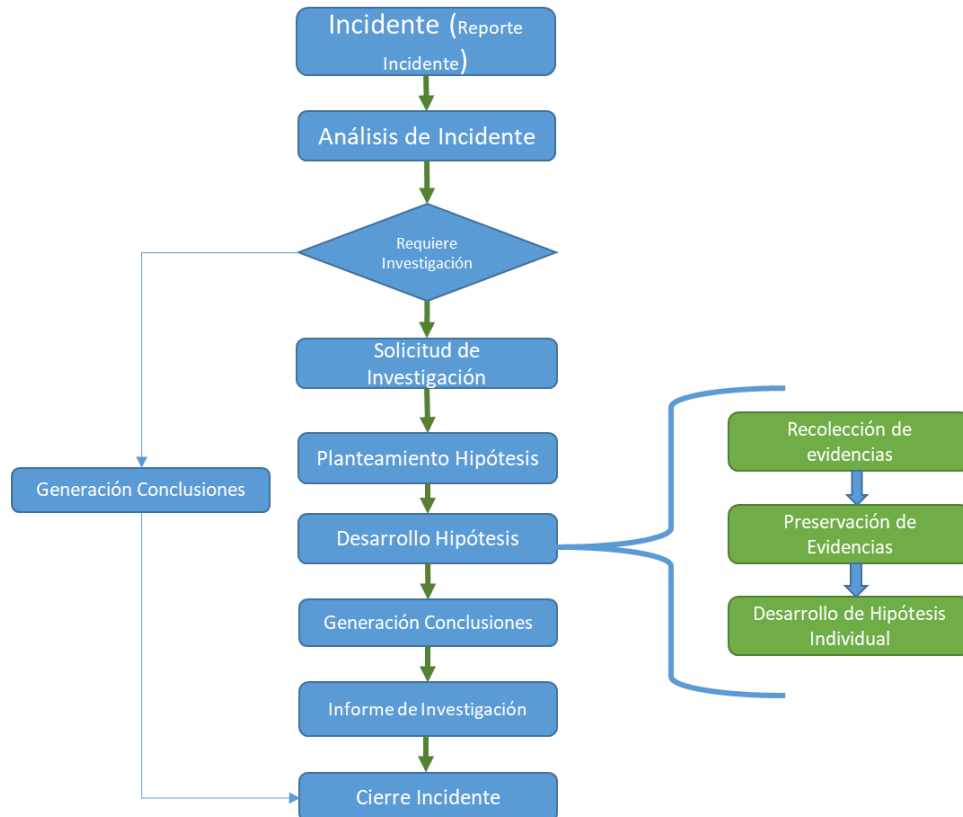 Incidente (Reporte
Incidente)
Análisis de Incidente
Requiere
Investigación
Solicitud de
Investigación
Planteamiento Hipótesis
Generación Conclusiones
Desarrollo Hipótesis
Generación Conclusiones
Informe de Investigación
Cierre Incidente
Recolección de
evidencias
Preservación de
Evidencias
Desarrollo de Hipótesis
Individual